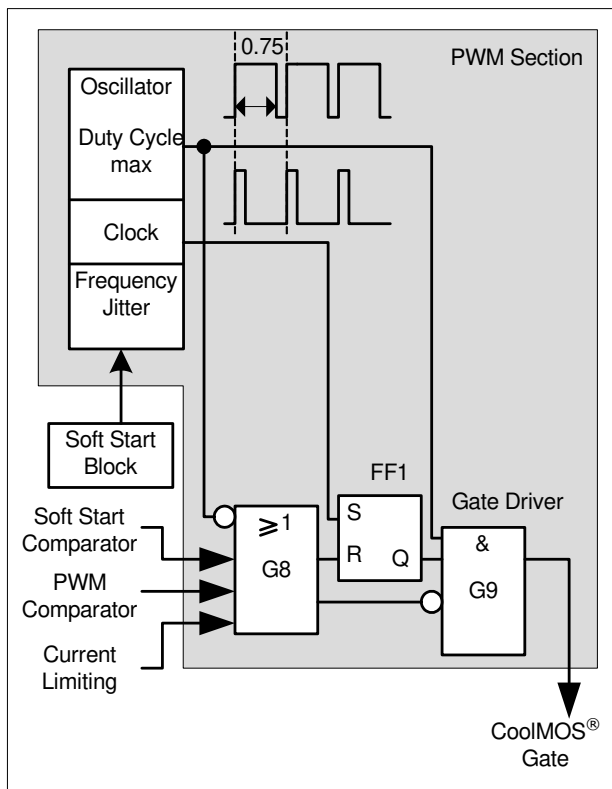 0.75
PWM Section
Oscillator
Duty Cycle
max
Clock
Frequency
Jitter
Soft Start
Block
FF1
Gate Driver
Soft Start
Comparator
PWM
Comparator
Current
Limiting
⩾1
G8
S
R
Q
&
G9
CoolMOS®
Gate